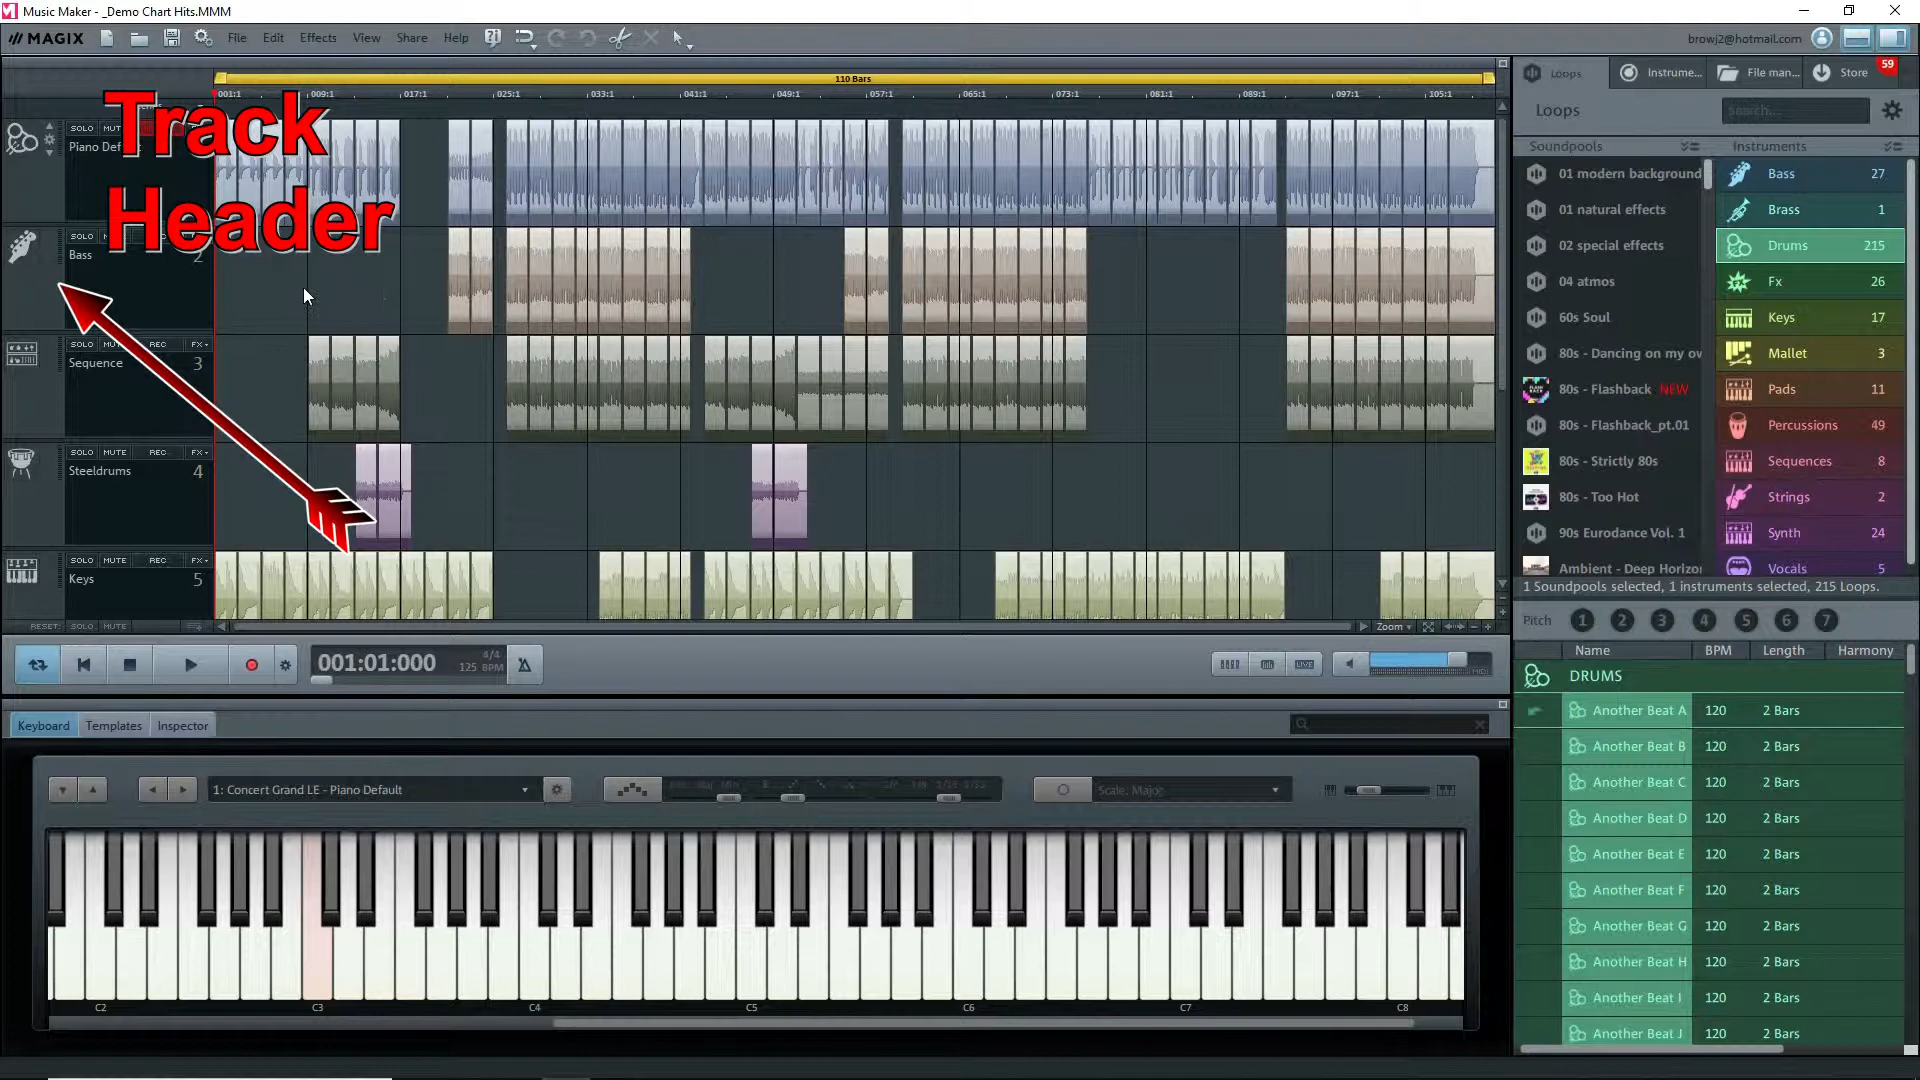 Music Maker - _Demo Chart Hits.MMM
MAGIX
File Edit Effects View Share Help
browj2@hotmail.com
110 Bars
001:1 009:1 017:1 025:1 033:1 041:1 049:1 057:1 065:1 073:1 081:1 089:1 097:1 105:1
Track
Header
SOLO MUT
Piano Def
SOLO
Bass 2
SOLO MUTE REC FX
Sequence 3
SOLO MUTE REC FX
Steeldrums 4
SOLO MUTE REC FX
Keys 5
RESET: SOLO MUTE
Zoom
001:01:000
4/4
125 BPM
LIVE
MIDI
Keyboard Templates Inspector
1: Concert Grand LE - Piano Default
Scale: Major
C2 C3 C4 C5 C6 C7 C8
Loops Instrume... File man... Store 59
Loops
Search...
Soundpools Instruments
01 modern background
01 natural effects
02 special effects
04 atmos
60s Soul
80s - Dancing on my ow
80s - Flashback NEW
80s - Flashback_pt.01
80s - Strictly 80s
80s - Too Hot
90s Eurodance Vol. 1
Ambient - Deep Horizo
Bass 27
Brass 1
Drums 215
Fx 26
Keys 17
Mallet 3
Pads 11
Percussions 49
Sequences 8
Strings 2
Synth 24
Vocals 5
1 Soundpools selected, 1 instruments selected, 215 Loops.
Pitch 1 2 3 4 5 6 7
Name BPM Length Harmony
DRUMS
Another Beat A 120 2 Bars
Another Beat B 120 2 Bars
Another Beat C 120 2 Bars
Another Beat D 120 2 Bars
Another Beat E 120 2 Bars
Another Beat F 120 2 Bars
Another Beat G 120 2 Bars
Another Beat H 120 2 Bars
Another Beat I 120 2 Bars
Another Beat J 120 2 Bars